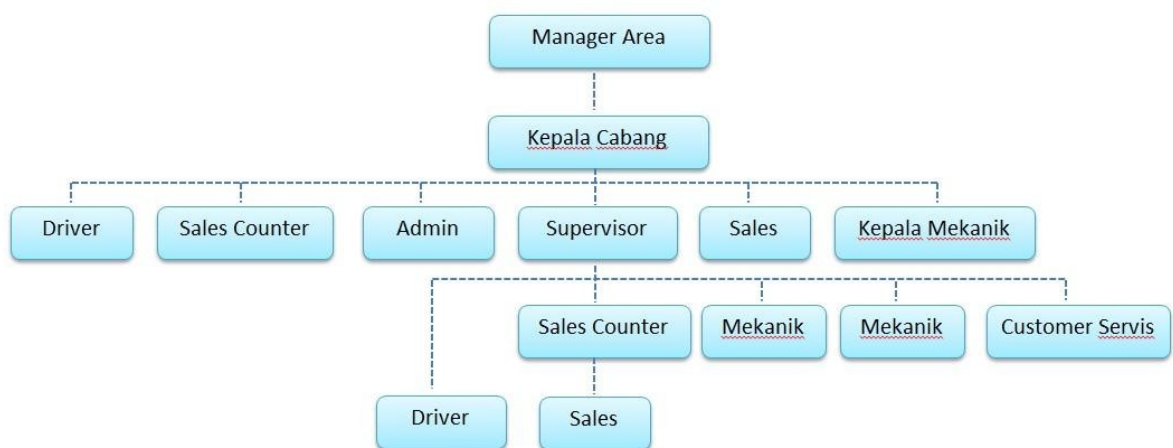 Manager Area
Kepala Cabang
Driver
Sales Counter
Admin
Supervisor
Sales
Kepala Mekanik
Sales Counter
Mekanik
Mekanik
Customer Servis
Driver
Sales